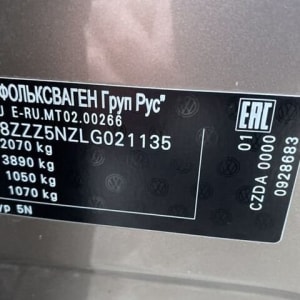 ФОЛЬКСВАГЕН Груп Рус"
E-RU.MT02.00266
8ZZZ5NZLG021135
2070 kg
3890 kg
1050 kg
1070 kg
5N
EAC
01
CZDA 0000
0928683